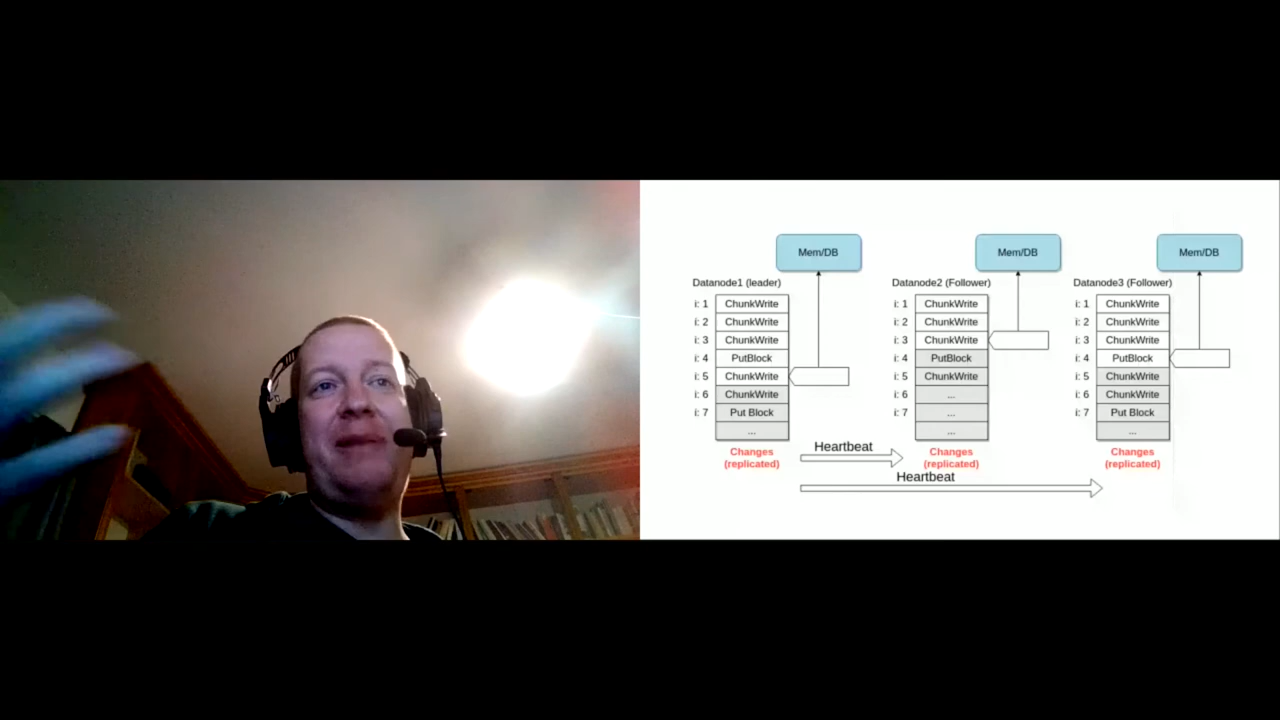 Mem/DB
Mem/DB
Mem/DB
Datanode1 (leader)
i: 1 ChunkWrite
i: 2 ChunkWrite
i: 3 ChunkWrite
i: 4 PutBlock
i: 5 ChunkWrite
i: 6 ChunkWrite
i: 7 Put Block
...
Changes
(replicated)
Datanode2 (Follower)
i: 1 ChunkWrite
i: 2 ChunkWrite
i: 3 ChunkWrite
i: 4 PutBlock
i: 5 ChunkWrite
i: 6 ...
i: 7 ...
...
Changes
(replicated)
Datanode3 (Follower)
i: 1 ChunkWrite
i: 2 ChunkWrite
i: 3 ChunkWrite
i: 4 PutBlock
i: 5 ChunkWrite
i: 6 ChunkWrite
i: 7 Put Block
...
Changes
(replicated)
Heartbeat
Heartbeat